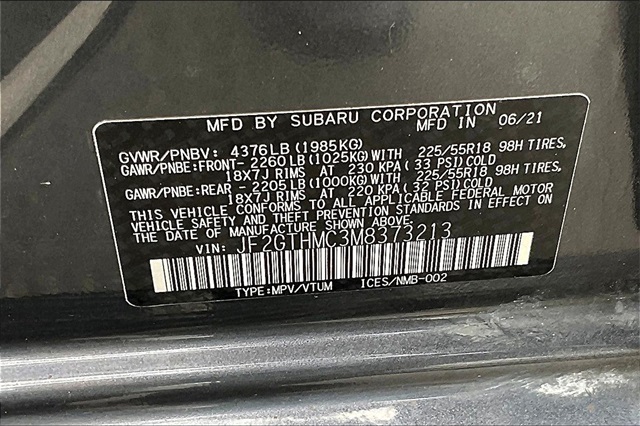 MFD BY SUBARU CORPORATION
MFD IN 06/21
GVWR/PNBV: 4376LB (1985KG)
GAWR/PNBE:FRONT- 2260LB (1025KG)WITH 225/55R18 98H TIRES,
18X7J RIMS AT 230 KPA (33 PSI)COLD
GAWR/PNBE:REAR - 2205LB (1000KG)WITH 225/55R18 98H TIRES,
18X7J RIMS AT 220 KPA (32 PSI)COLD
THIS VEHICLE CONFORMS TO ALL APPLICABLE FEDERAL MOTOR
VEHICLE SAFETY AND THEFT PREVENTION STANDARDS IN EFFECT ON
THE DATE OF MANUFACTURE SHOWN ABOVE.
VIN: JF2GTHMC3M8373213
TYPE:MPV/VTUM ICES/NMB-002